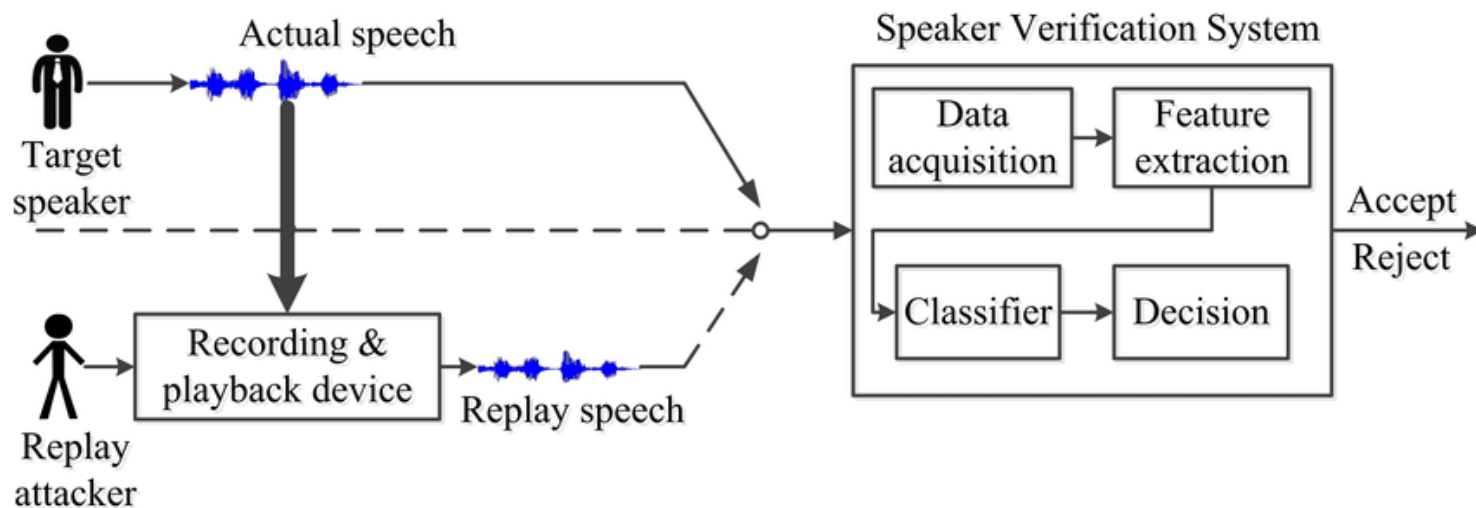 Actual speech
Speaker Verification System
Target
speaker
Data
acquisition
Feature
extraction
Accept
Reject
Classifier
Decision
Recording &
playback device
Replay speech
Replay
attacker